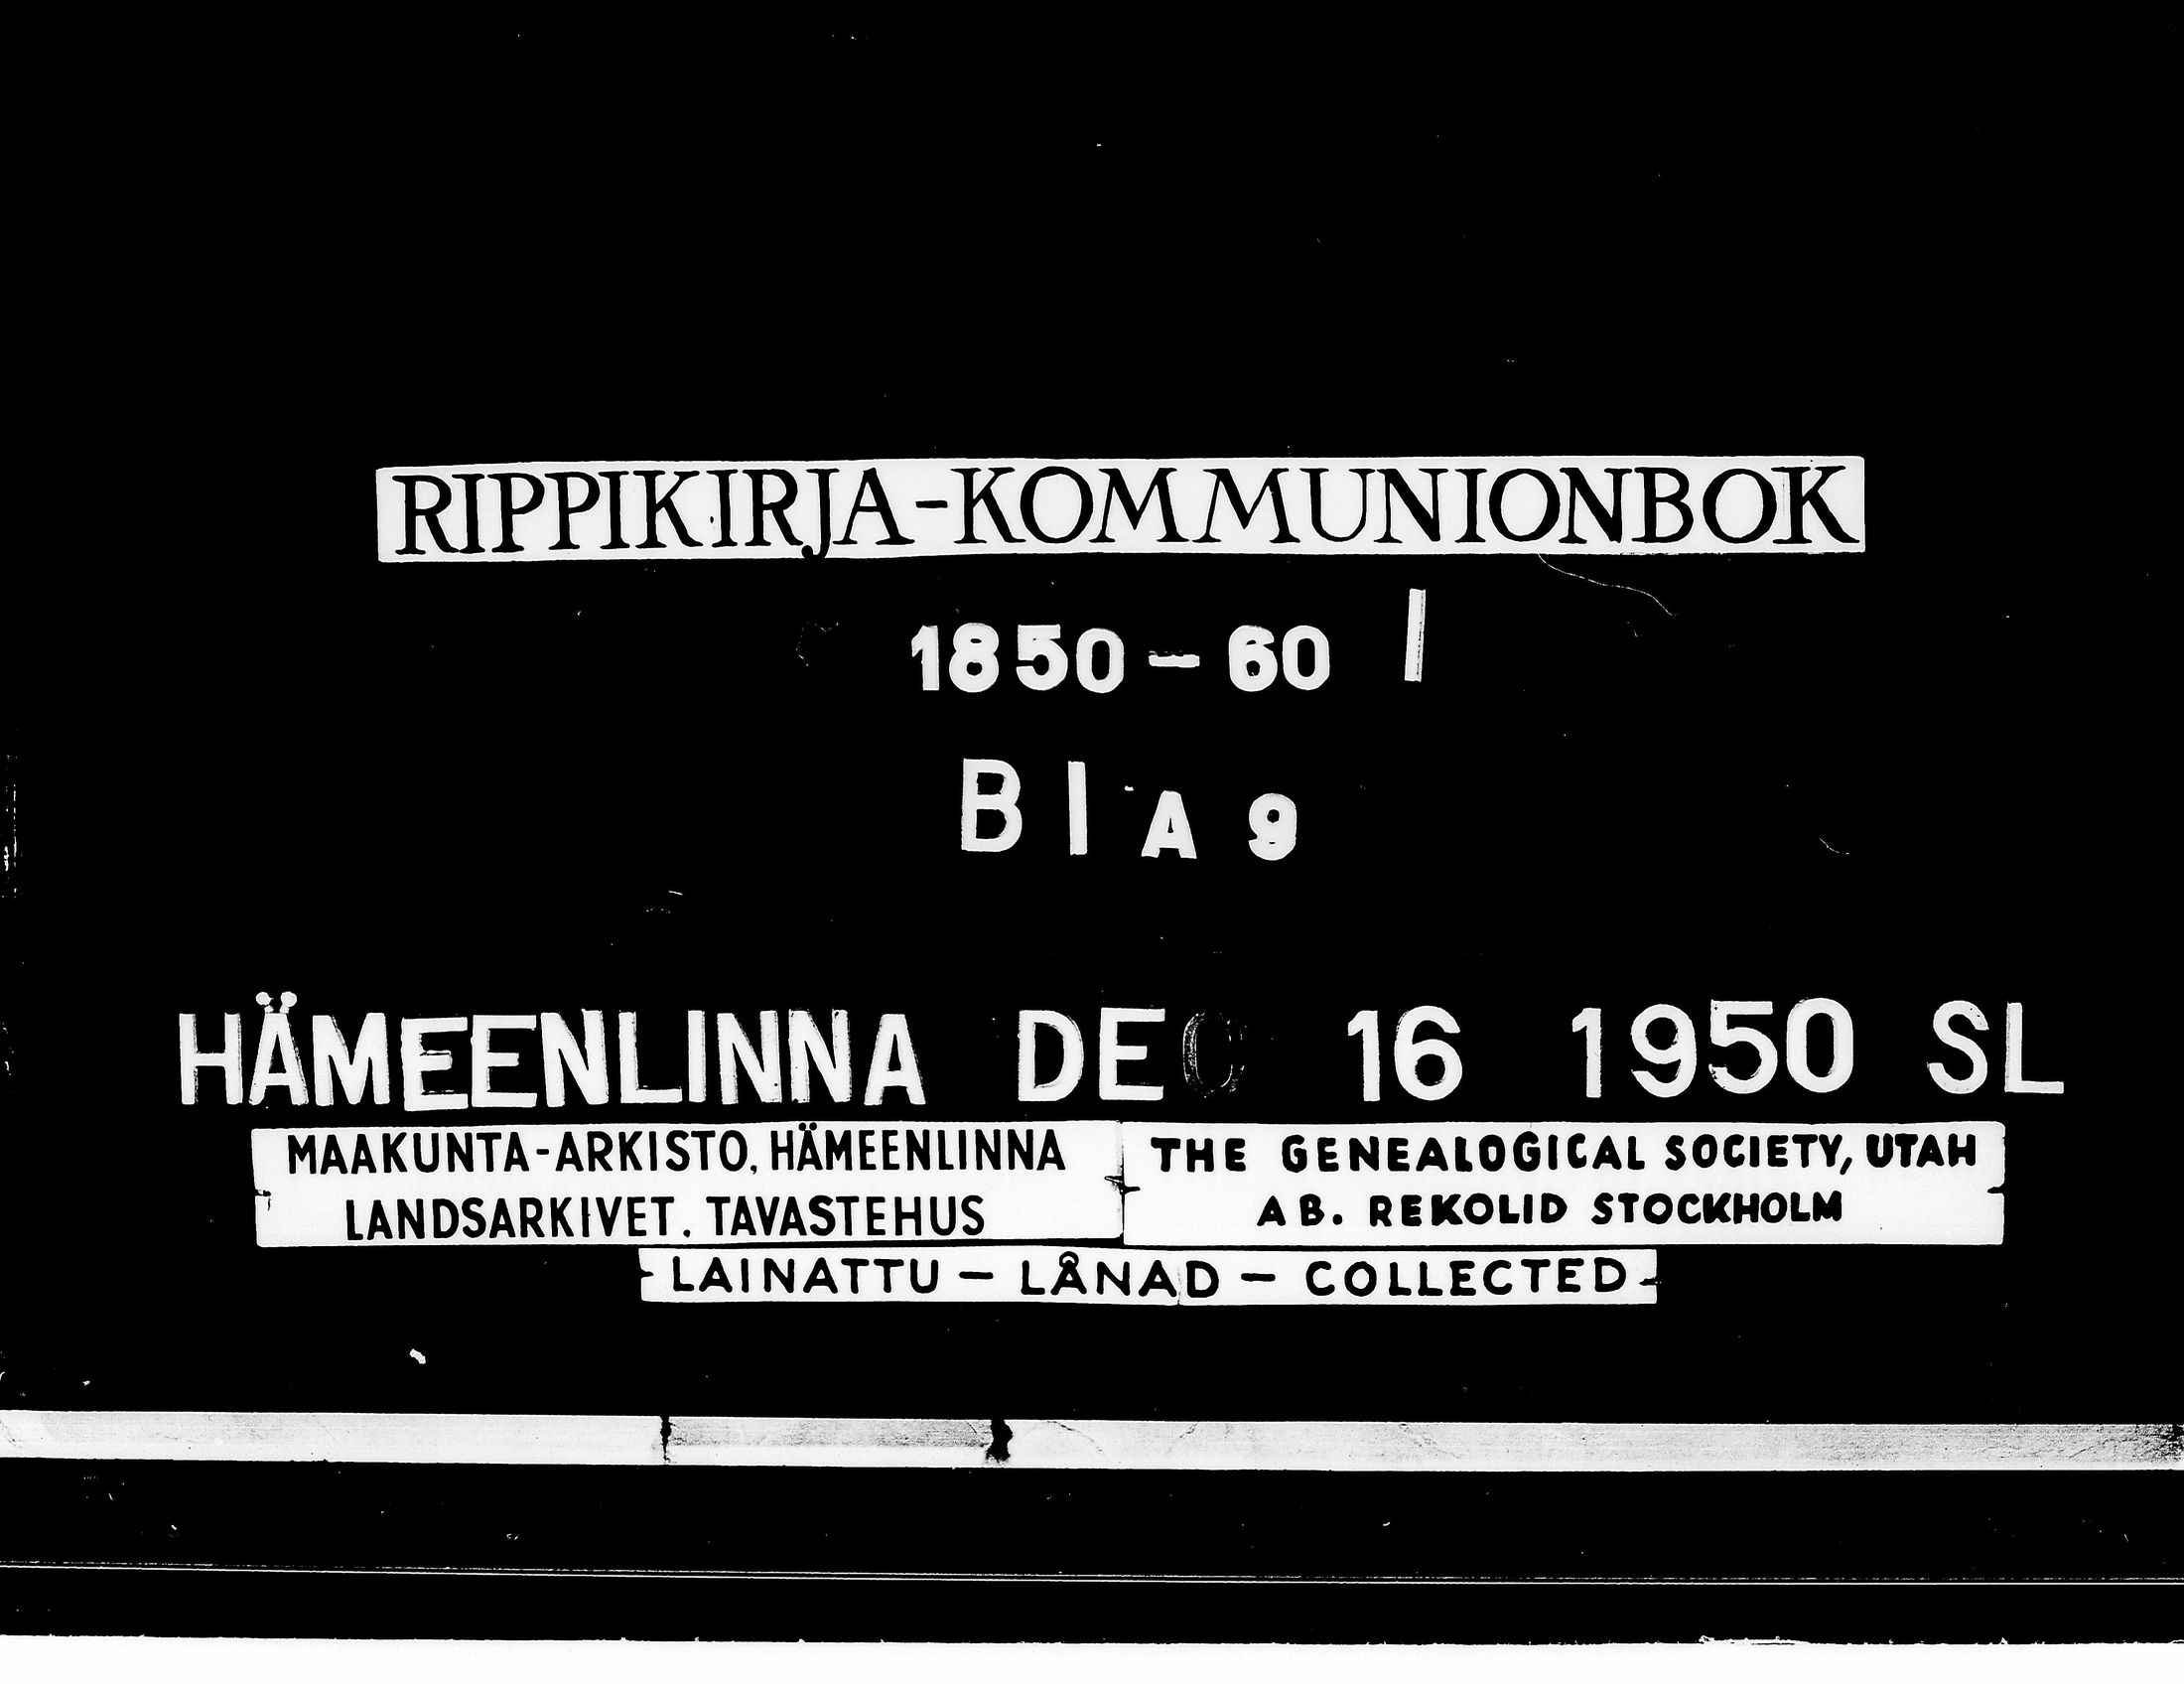 RIPPIKIRJA-KOMMUNIONBOK
1850-60 I
B I A 9
HÄMEENLINNA DEC 16 1950 SL
MAAKUNTA-ARKISTO, HÄMEENLINNA
LANDSARKIVET. TAVASTEHUS
THE GENEALOGICAL SOCIETY, UTAH
AB. REKOLID STOCKHOLM
LAINATTU - LÅNAD - COLLECTED